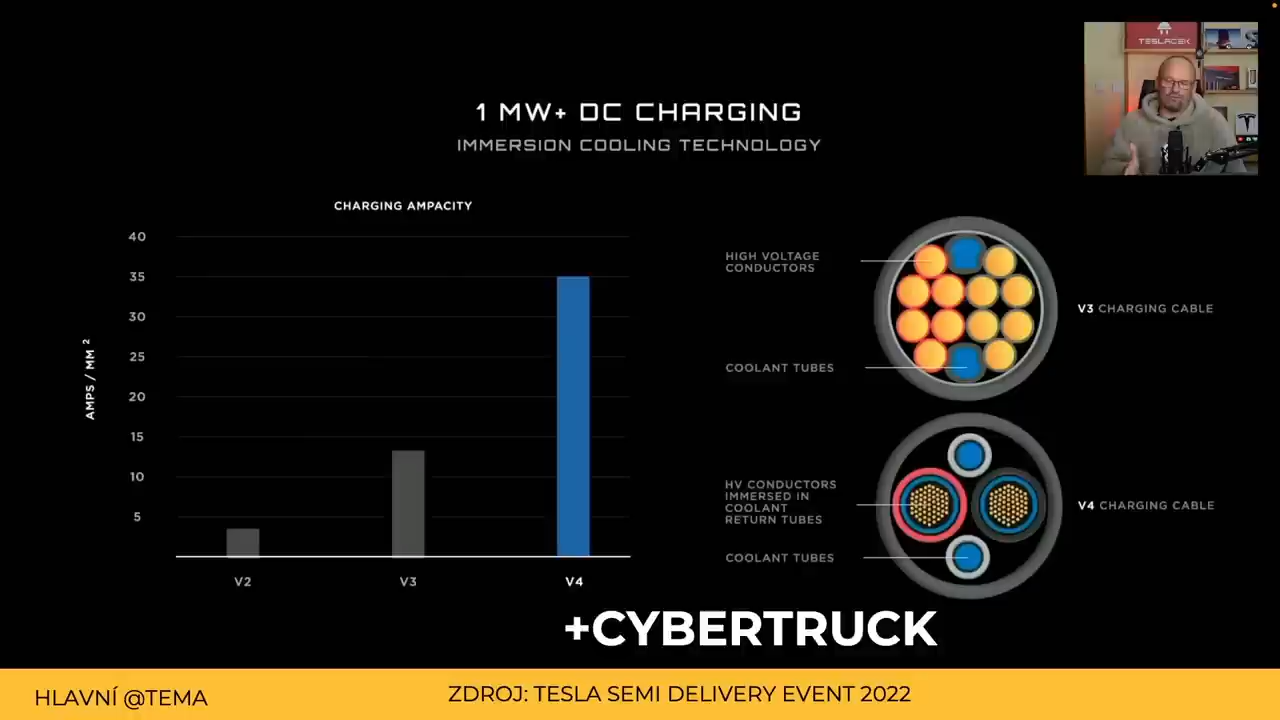 TESLACEK
1 MW+ DC CHARGING
IMMERSION COOLING TECHNOLOGY
CHARGING AMPACITY
40
35
30
25
20
15
10
5
AMPS / MM²
V2
V3
V4
HIGH VOLTAGE
CONDUCTORS
COOLANT TUBES
V3 CHARGING CABLE
HV CONDUCTORS
IMMERSED IN
COOLANT
RETURN TUBES
COOLANT TUBES
V4 CHARGING CABLE
+CYBERTRUCK
HLAVNÍ @TEMA
ZDROJ: TESLA SEMI DELIVERY EVENT 2022